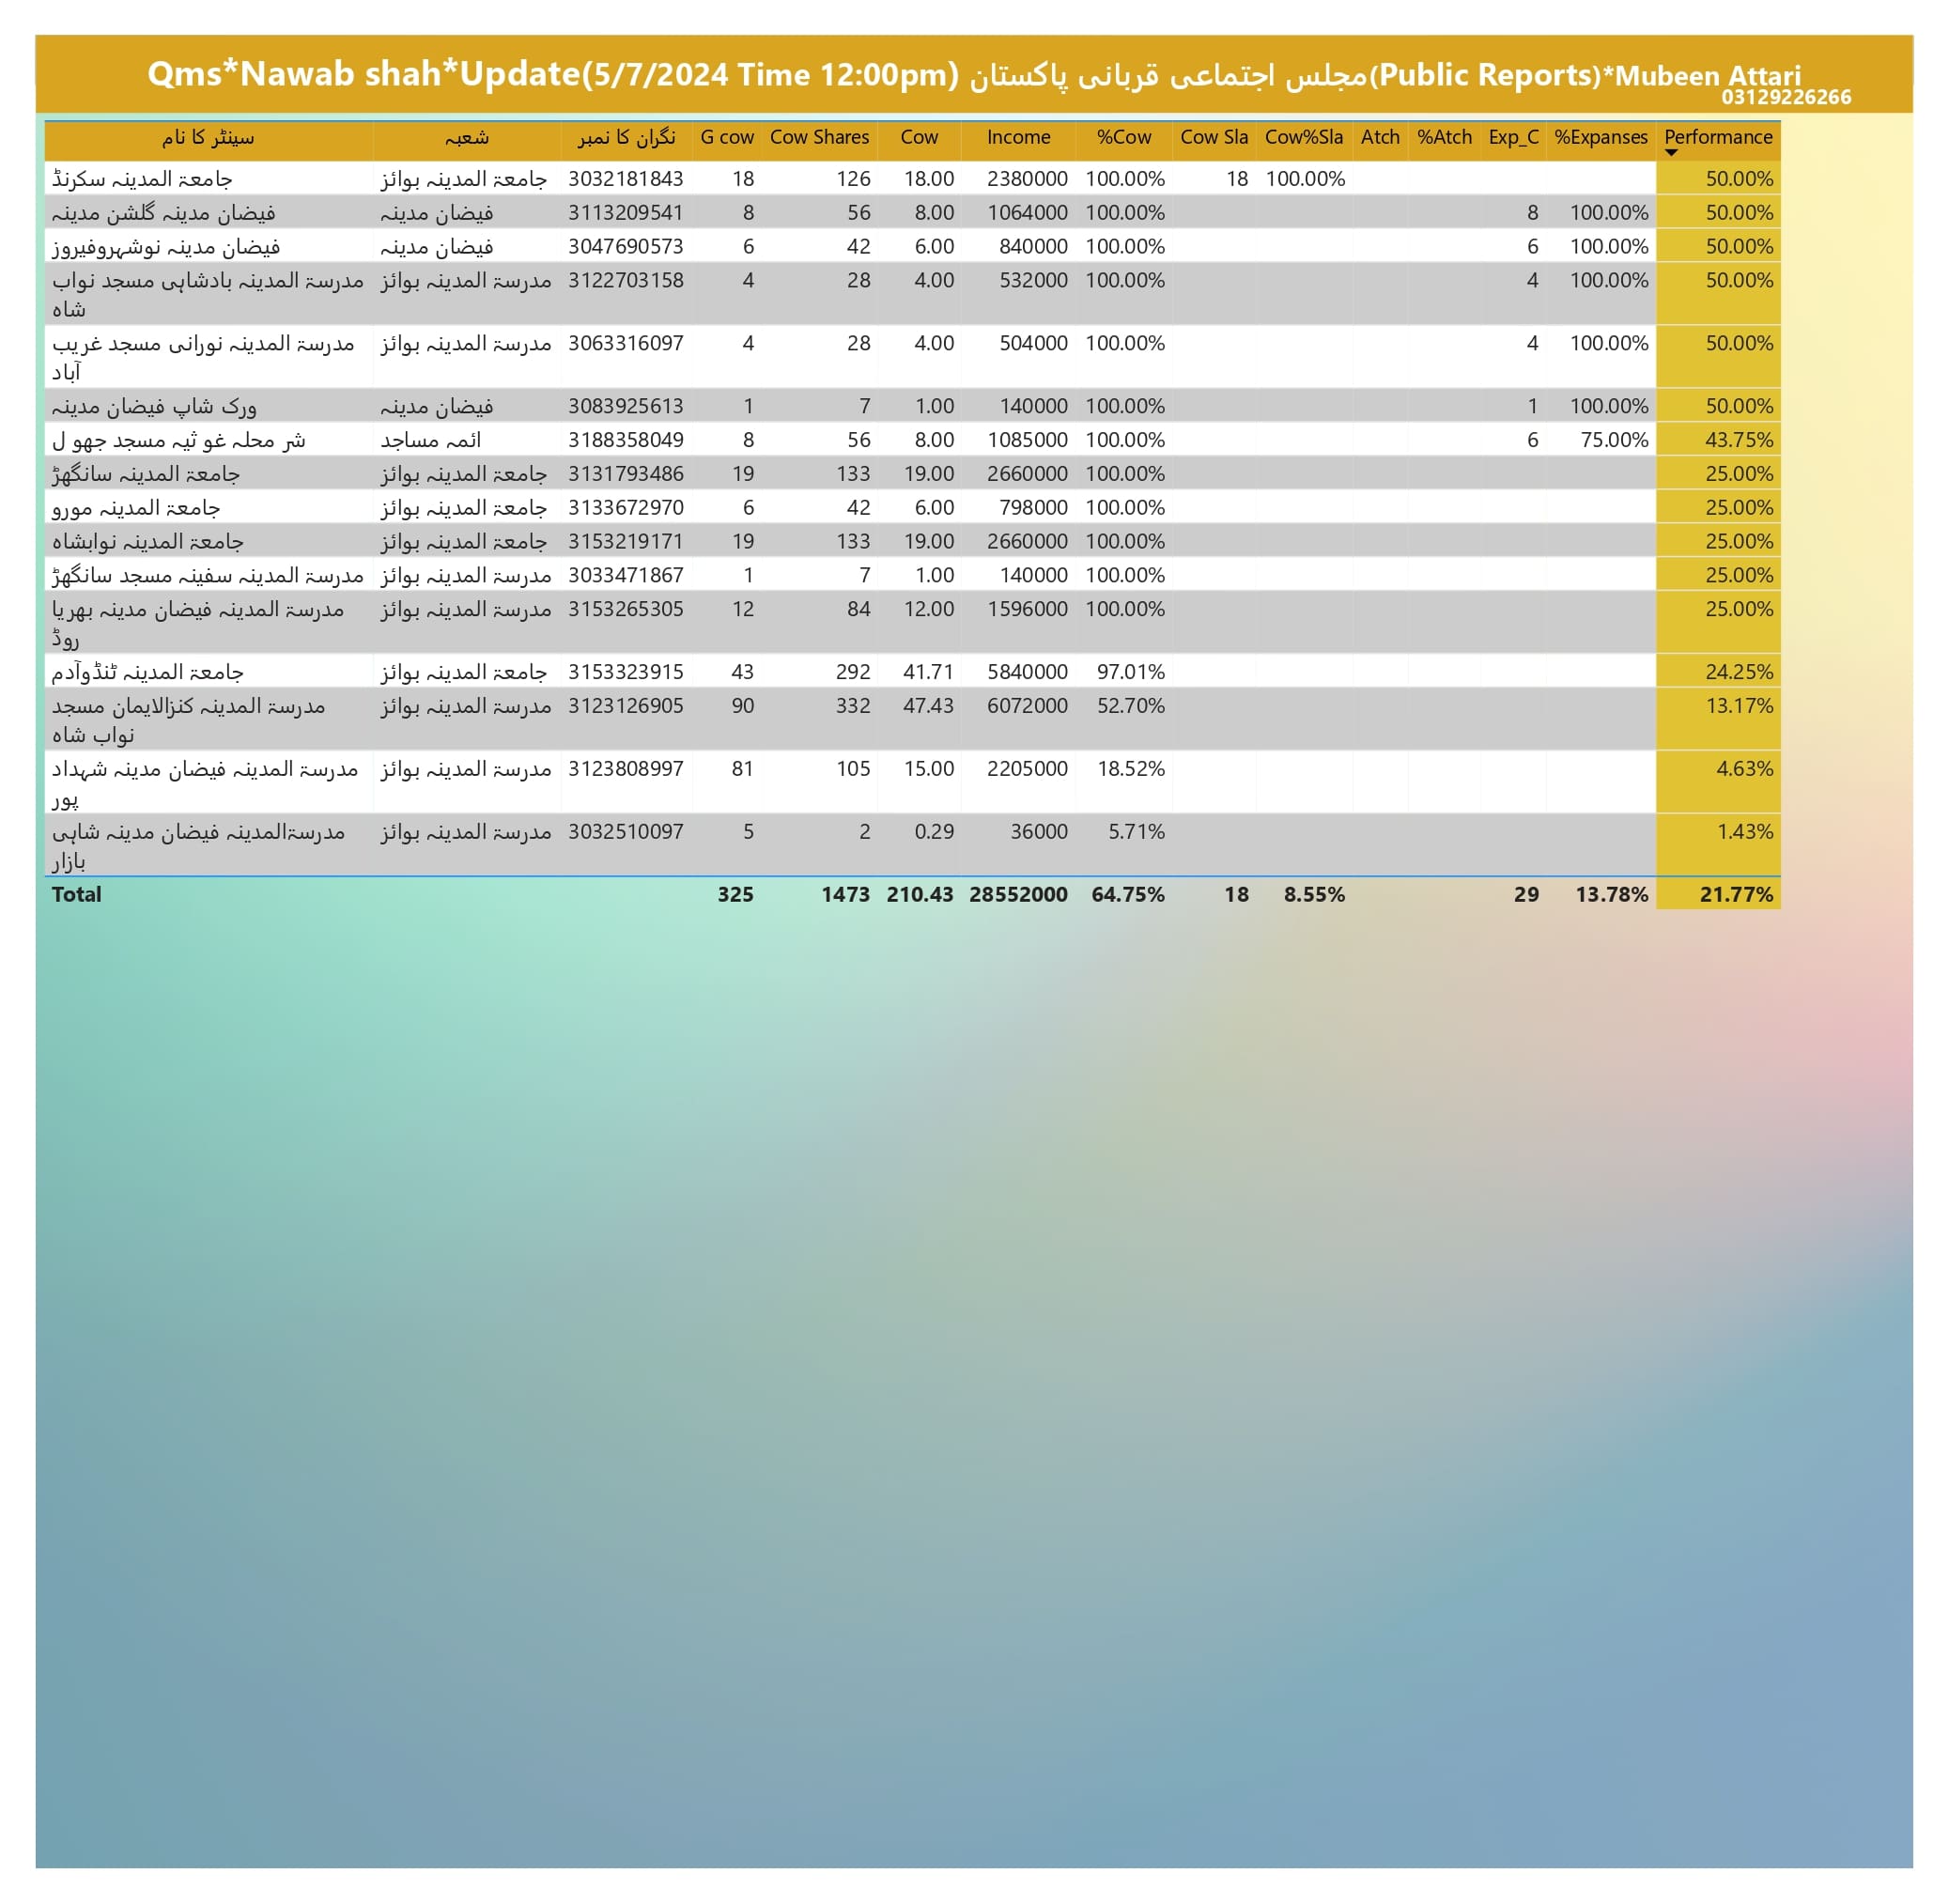 Qms*Nawab shah*Update(5/7/2024 Time 12:00pm) مجلس اجتماعی قربانی پاکستان(Public Reports)*Mubeen Attari
03129226266
سینٹر کا نام شعبہ نگران کا نمبر G cow Cow Shares Cow Income %Cow Cow Sla Cow%Sla Atch %Atch Exp_C %Expanses Performance
جامعۃ المدینہ سکرنڈ جامعۃ المدینہ بوائز 3032181843 18 126 18.00 2380000 100.00% 18 100.00% 50.00%
فیضان مدینہ گلشن مدینہ فیضان مدینہ 3113209541 8 56 8.00 1064000 100.00% 8 100.00% 50.00%
فیضان مدینہ نوشہروفیروز فیضان مدینہ 3047690573 6 42 6.00 840000 100.00% 6 100.00% 50.00%
مدرسۃ المدینہ بادشاہی مسجد نواب مدرسۃ المدینہ بوائز 3122703158 4 28 4.00 532000 100.00% 4 100.00% 50.00%
شاہ
مدرسۃ المدینہ نورانی مسجد غریب مدرسۃ المدینہ بوائز 3063316097 4 28 4.00 504000 100.00% 4 100.00% 50.00%
آباد
ورک شاپ فیضان مدینہ فیضان مدینہ 3083925613 1 7 1.00 140000 100.00% 1 100.00% 50.00%
شر محلہ غو ثیہ مسجد جھو ل ائمہ مساجد 3188358049 8 56 8.00 1085000 100.00% 6 75.00% 43.75%
جامعۃ المدینہ سانگھڑ جامعۃ المدینہ بوائز 3131793486 19 133 19.00 2660000 100.00% 25.00%
جامعۃ المدینہ مورو جامعۃ المدینہ بوائز 3133672970 6 42 6.00 798000 100.00% 25.00%
جامعۃ المدینہ نوابشاہ جامعۃ المدینہ بوائز 3153219171 19 133 19.00 2660000 100.00% 25.00%
مدرسۃ المدینہ سفینہ مسجد سانگھڑ مدرسۃ المدینہ بوائز 3033471867 1 7 1.00 140000 100.00% 25.00%
مدرسۃ المدینہ فیضان مدینہ بھریا مدرسۃ المدینہ بوائز 3153265305 12 84 12.00 1596000 100.00% 25.00%
روڈ
جامعۃ المدینہ ٹنڈوآدم جامعۃ المدینہ بوائز 3153323915 43 292 41.71 5840000 97.01% 24.25%
مدرسۃ المدینہ کنزالایمان مسجد مدرسۃ المدینہ بوائز 3123126905 90 332 47.43 6072000 52.70% 13.17%
نواب شاہ
مدرسۃ المدینہ فیضان مدینہ شہداد مدرسۃ المدینہ بوائز 3123808997 81 105 15.00 2205000 18.52% 4.63%
پور
مدرسۃالمدینہ فیضان مدینہ شاہی مدرسۃ المدینہ بوائز 3032510097 5 2 0.29 36000 5.71% 1.43%
بازار
Total 325 1473 210.43 28552000 64.75% 18 8.55% 29 13.78% 21.77%